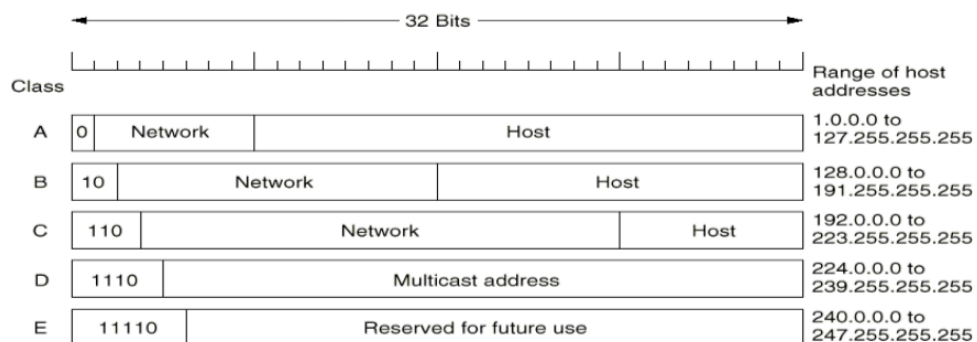 32 Bits
Class
Range of host
addresses
A 0 Network Host 1.0.0.0 to
127.255.255.255
B 10 Network Host 128.0.0.0 to
191.255.255.255
C 110 Network Host 192.0.0.0 to
223.255.255.255
D 1110 Multicast address 224.0.0.0 to
239.255.255.255
E 11110 Reserved for future use 240.0.0.0 to
247.255.255.255